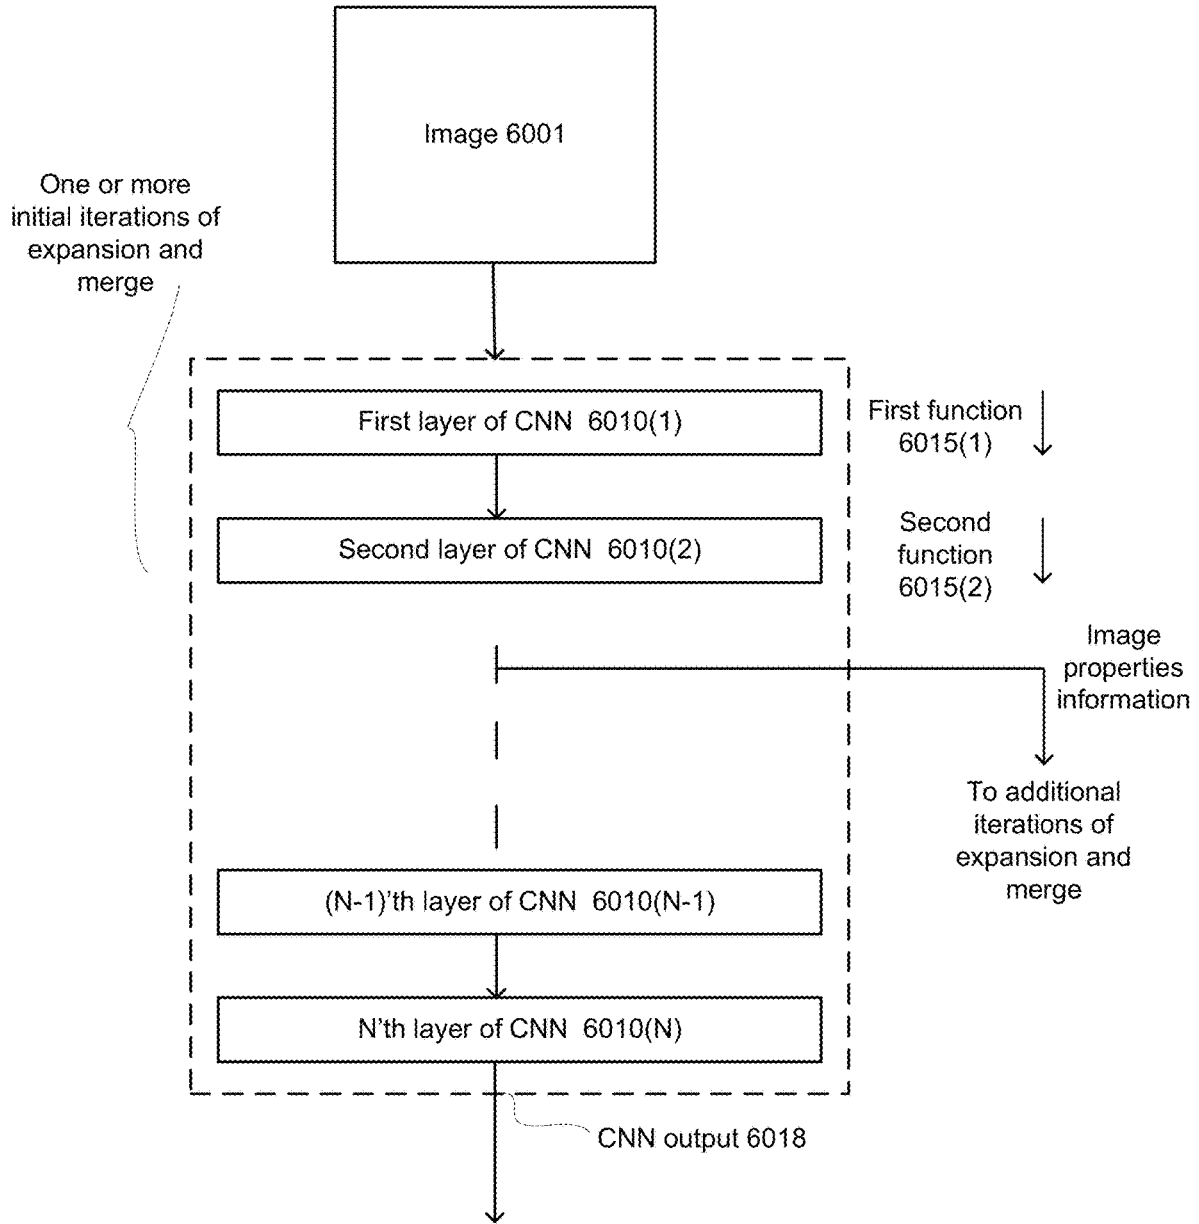 Image 6001
One or more
initial iterations of
expansion and
merge
First layer of CNN 6010(1)
First function
6015(1)
Second layer of CNN 6010(2)
Second
function
6015(2)
Image
properties
information
To additional
iterations of
expansion and
merge
(N-1)'th layer of CNN 6010(N-1)
N'th layer of CNN 6010(N)
CNN output 6018